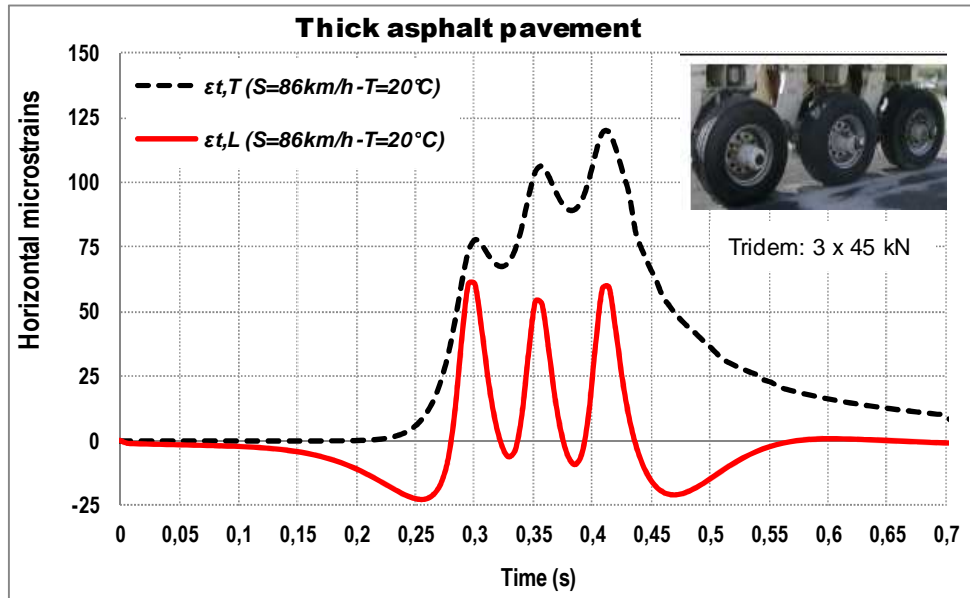 Thick asphalt pavement
150
125
100
75
50
25
0
-25
Horizontal microstrains
εt,T (S=86km/h-T=20°C)
εt,L (S=86km/h-T=20°C)
Tridem: 3 x 45 kN
0 0,05 0,1 0,15 0,2 0,25 0,3 0,35 0,4 0,45 0,5 0,55 0,6 0,65 0,7
Time (s)